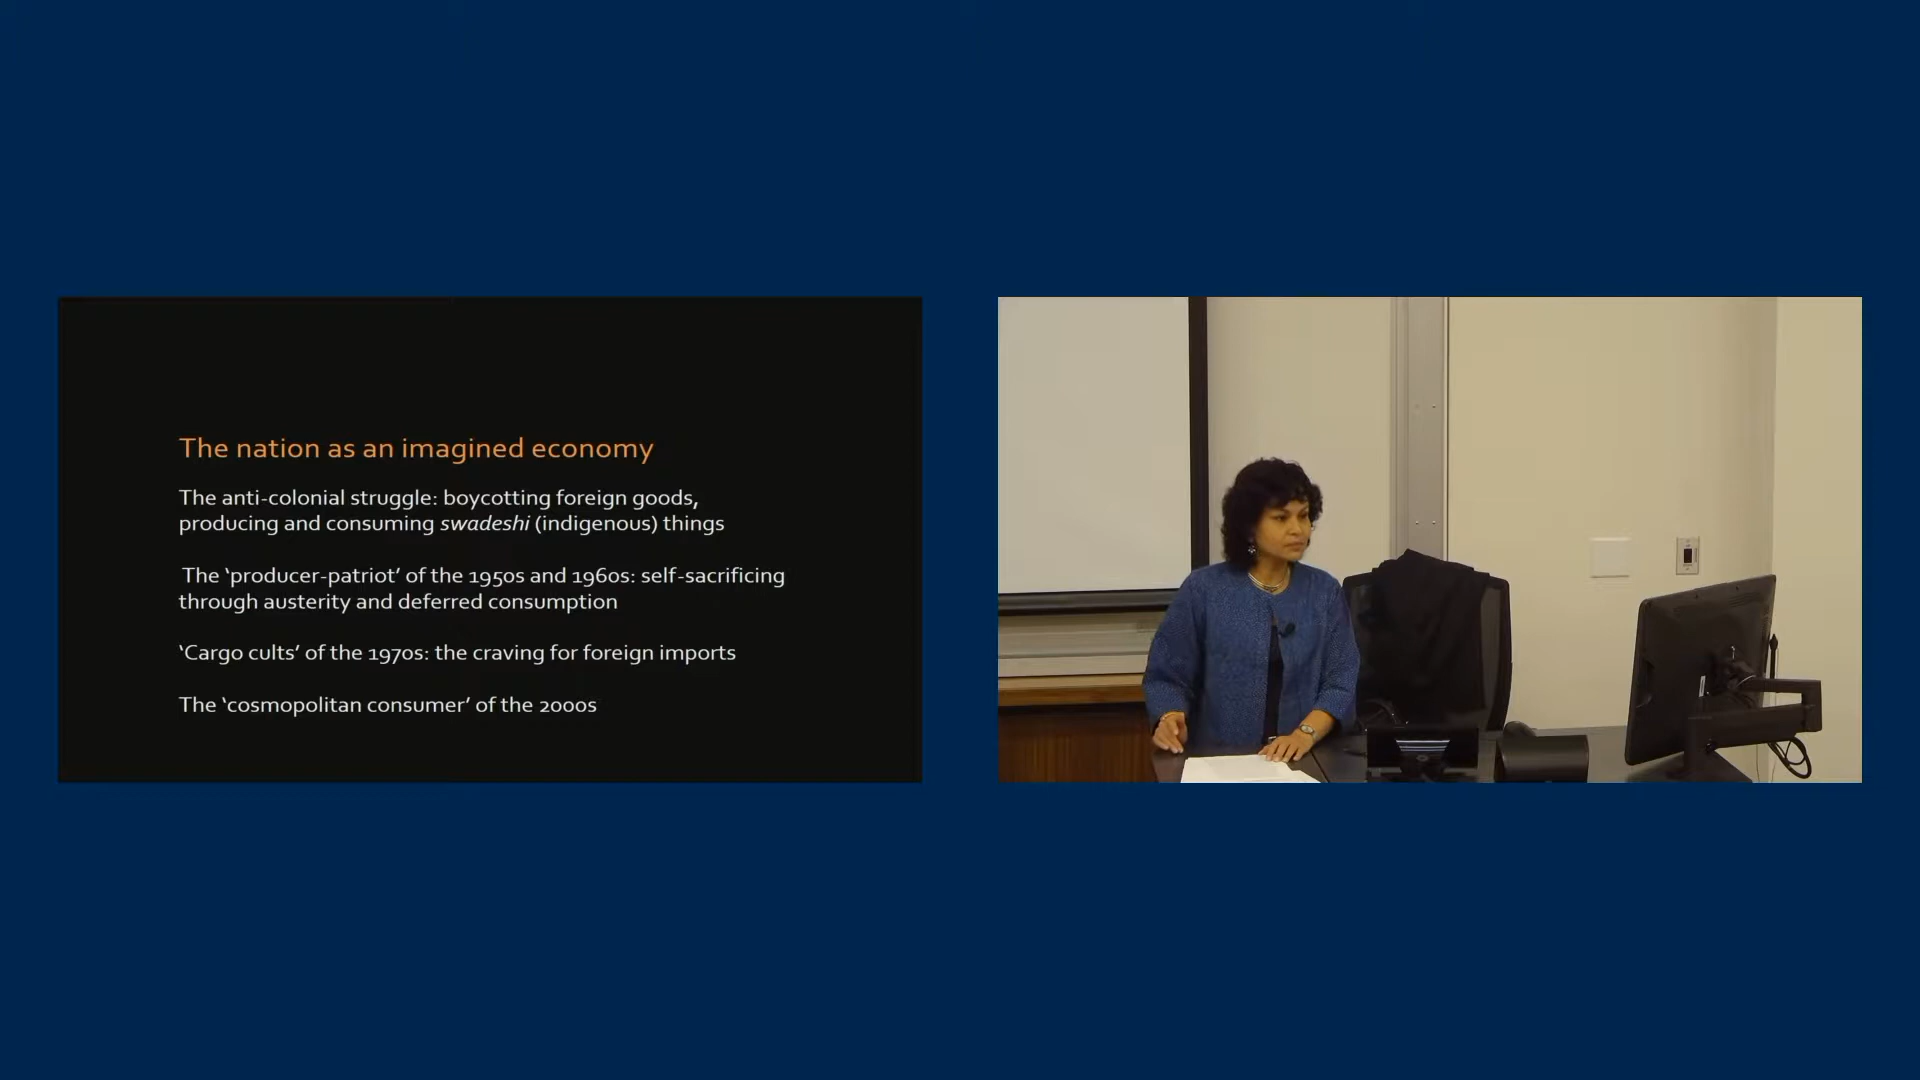 The nation as an imagined economy
The anti-colonial struggle: boycotting foreign goods,
producing and consuming swadeshi (indigenous) things
The ‘producer-patriot’ of the 1950s and 1960s: self-sacrificing
through austerity and deferred consumption
‘Cargo cults’ of the 1970s: the craving for foreign imports
The ‘cosmopolitan consumer’ of the 2000s